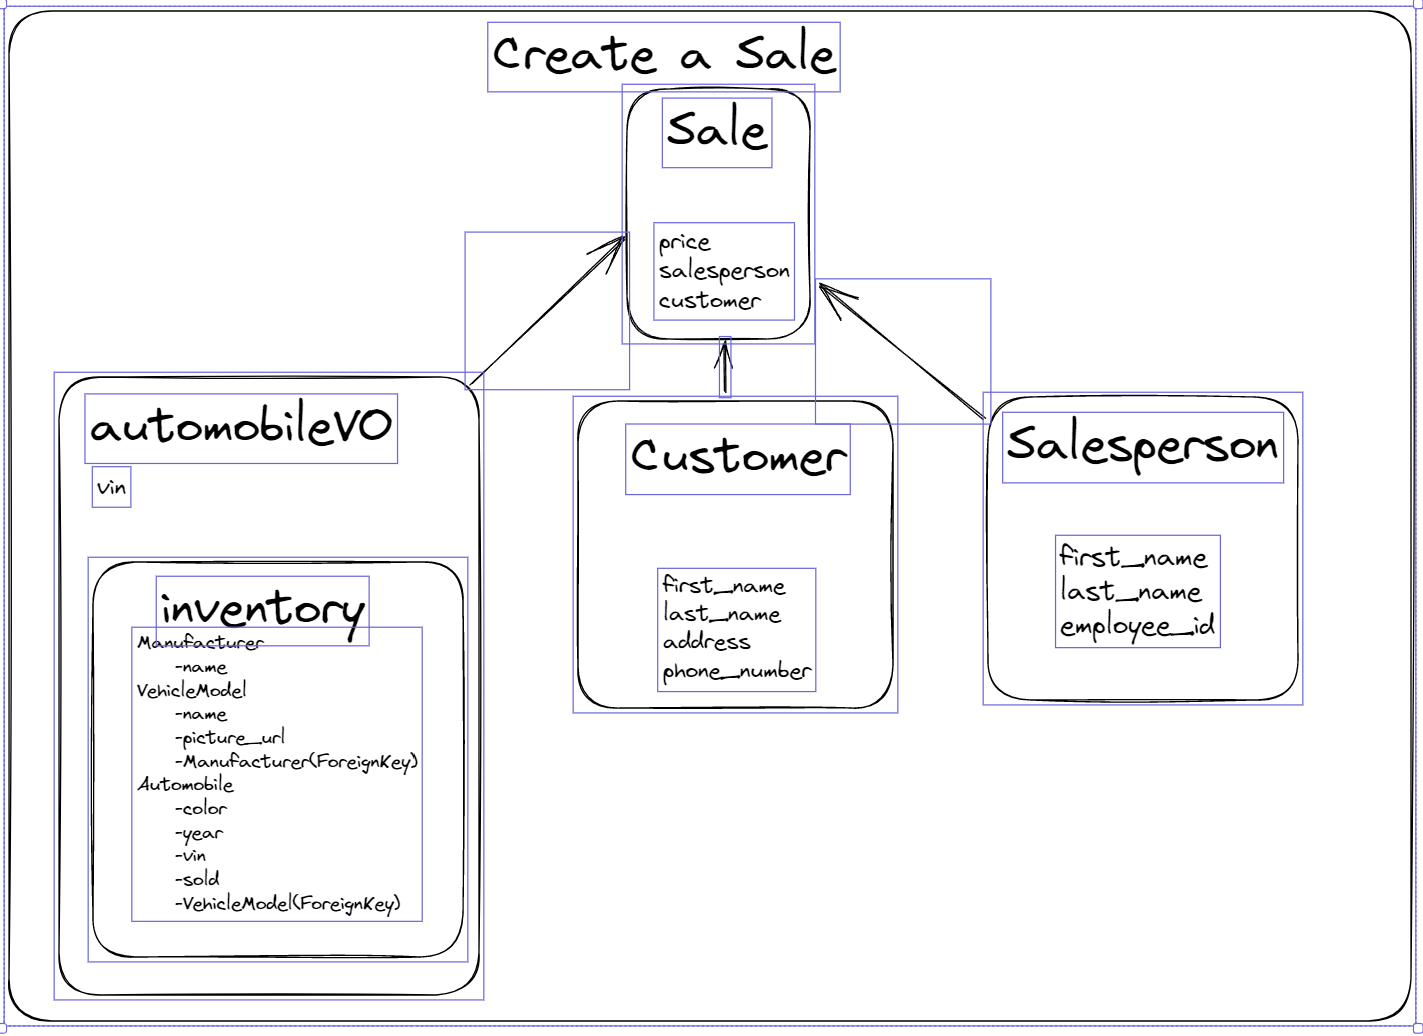 Create a Sale
Sale
price
salesperson
customer
automobileVO
vin
inventory
Manufacturer
-name
VehicleModel
-name
-picture_url
-Manufacturer(ForeignKey)
Automobile
-color
-year
-vin
-sold
-VehicleModel(ForeignKey)
Customer
first_name
last_name
address
phone_number
Salesperson
first_name
last_name
employee_id